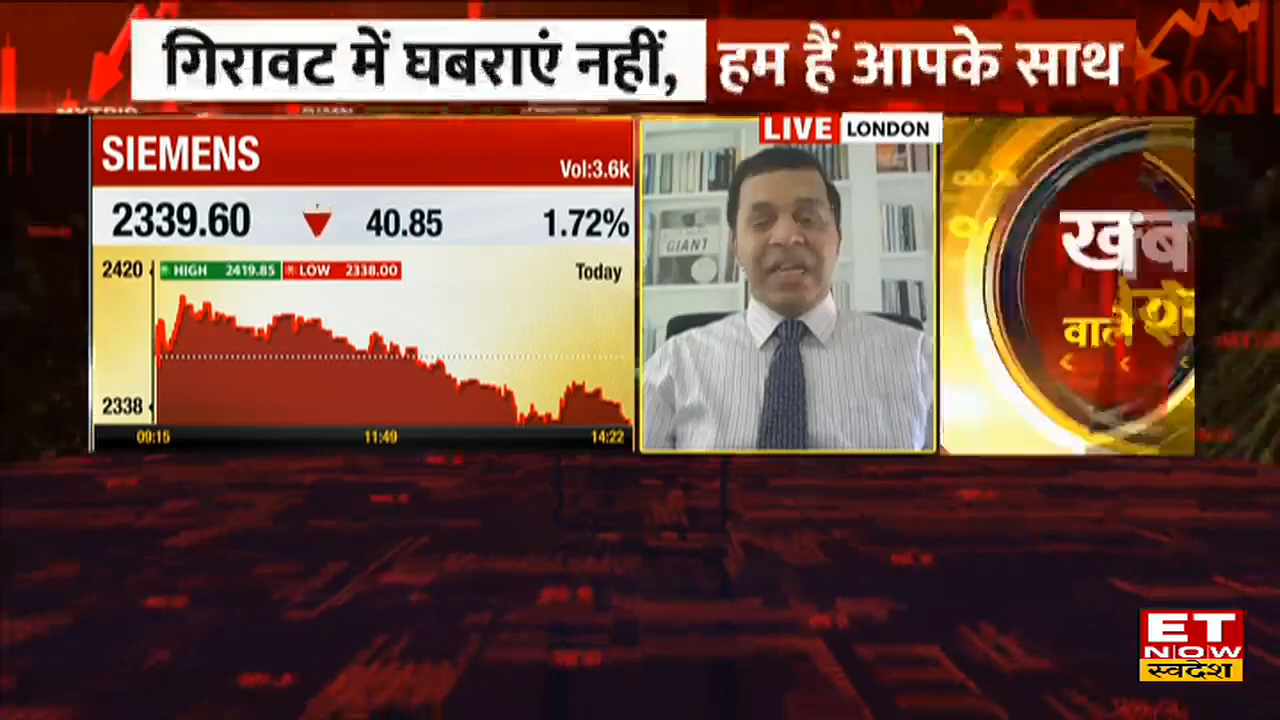 गिरावट में घबराएं नहीं, हम हैं आपके साथ
SIEMENS
Vol:3.6k
2339.60 40.85 1.72%
2420 HIGH 2419.85 LOW 2338.00 Today
2338
09:15 11:49 14:22
LIVE LONDON
GIANT
वाले
ET
NOW
स्वदेश